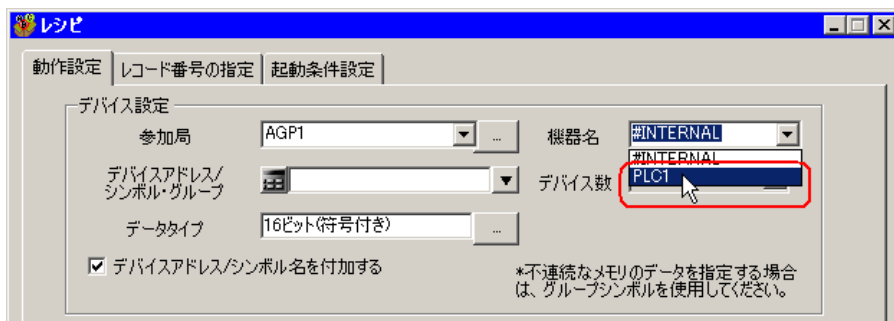 レシピ
動作設定 レコード番号の指定 起動条件設定
デバイス設定
参加局 AGP1 ... 機器名 #INTERNAL
#INTERNAL
デバイスアドレス/
シンボル・グループ
デバイス数 PLC1
データタイプ 16ビット(符号付き) ...
デバイスアドレス/シンボル名を付加する
*不連続なメモリのデータを指定する場合
は、グループシンボルを使用してください。